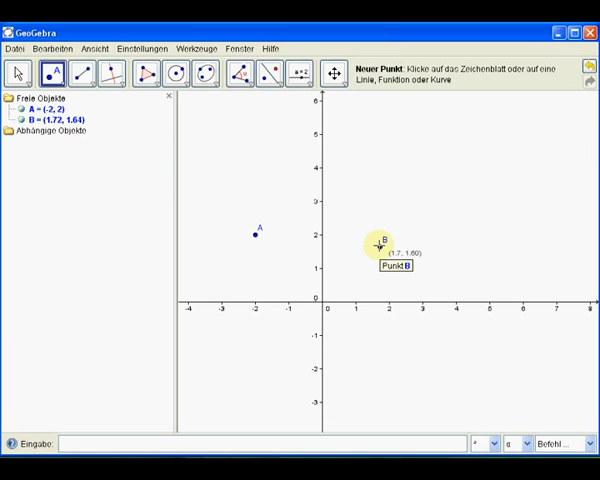 GeoGebra
Datei Bearbeiten Ansicht Einstellungen Werkzeuge Fenster Hilfe
A
a = 2
Neuer Punkt: Klicke auf das Zeichenblatt oder auf eine
Linie, Funktion oder Kurve
Freie Objekte
A = (-2, 2)
B = (1.72, 1.64)
Abhängige Objekte
6
5
4
3
2
1
0
-1
-2
-3
A
B
(1.7, 1.60)
Punkt B
-4 -3 -2 -1 0 1 2 3 4 5 6 7 8
Eingabe:
²
α
Befehl ...